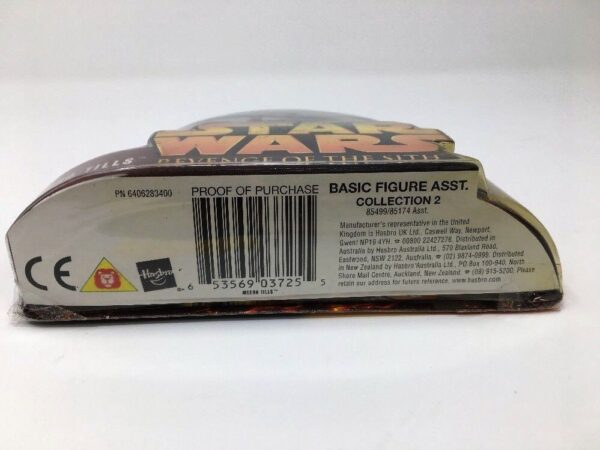 STAR
WARS
REVENGE OF THE SITH
TILLS™
PN 6406283400
PROOF OF PURCHASE
BASIC FIGURE ASST.
COLLECTION 2
85499/85174 Asst.
Manufacturer's representative in the United
Kingdom is Hasbro UK Ltd., Caswell Way, Newport,
Gwent NP19 4YH. ☎ 00800 22427276. Distributed in
Australia by Hasbro Australia Ltd., 570 Blaxland Road,
Eastwood, NSW 2122, Australia. ☎ (02) 9874-0999. Distributed
in New Zealand by Hasbro Australia Ltd., PO Box 100-940, North
Shore Mail Centre, Auckland, New Zealand. ☎ (09) 915-5200. Please
retain our address for future reference. www.hasbro.com
CE
Hasbro
6 53569 03725 5
MEENA TILLS™